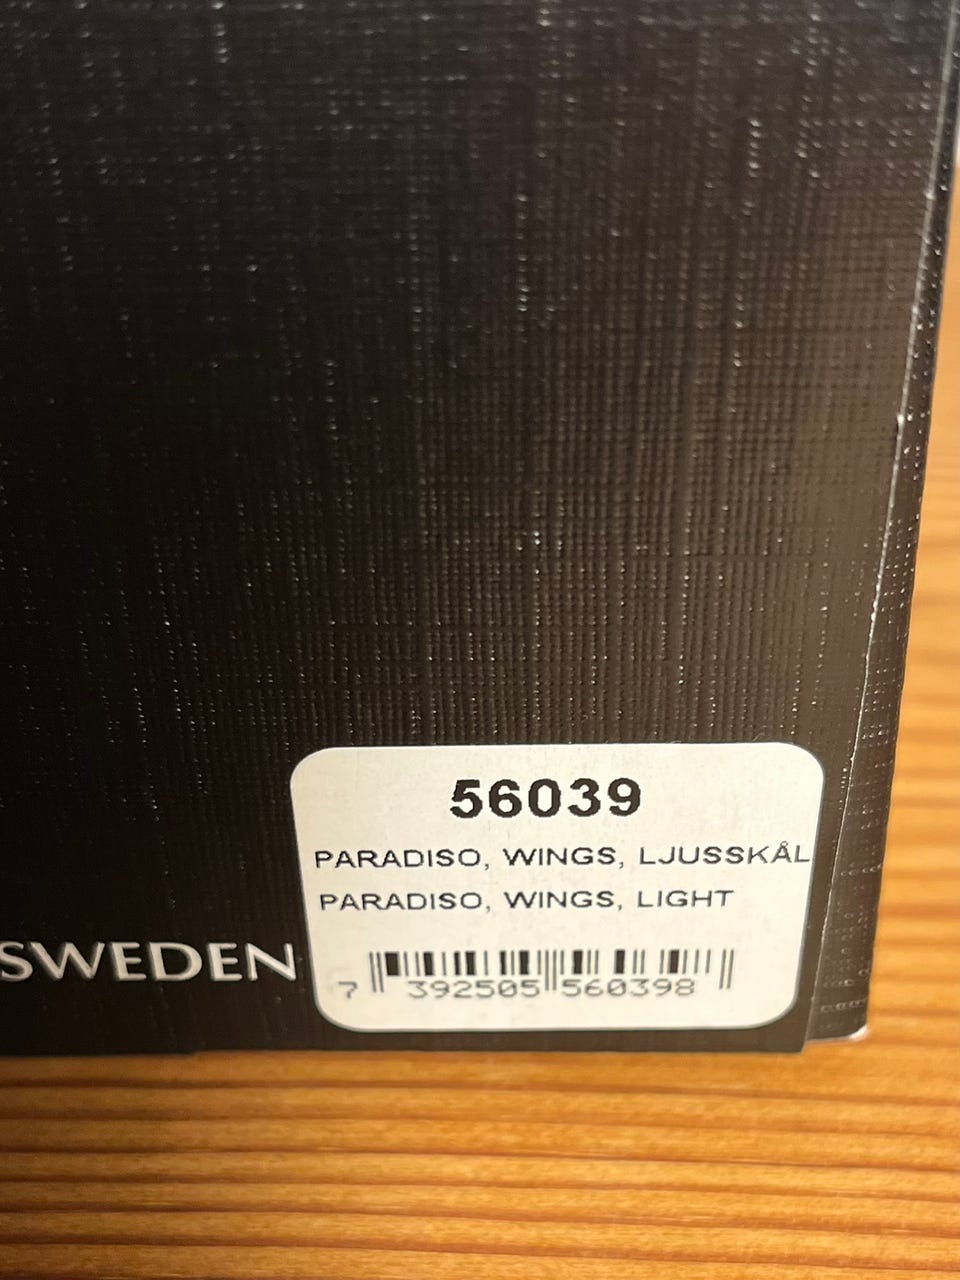 56039
PARADISO, WINGS, LJUSSKÅL
PARADISO, WINGS, LIGHT
SWEDEN
7 392505 560398